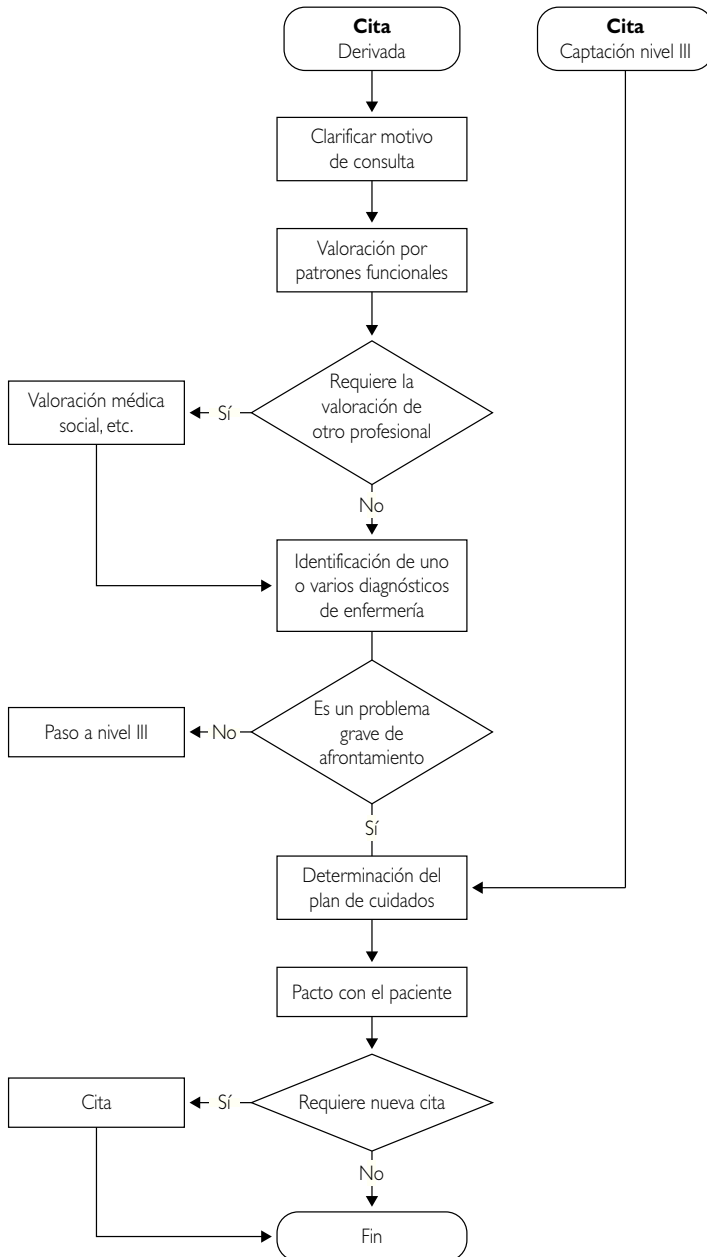 Cita
Derivada
Cita
Captación nivel III
Clarificar motivo
de consulta
Valoración por
patrones funcionales
Requiere la
valoración de
otro profesional
Sí
Valoración médica
social, etc.
No
Identificación de uno
o varios diagnósticos
de enfermería
Es un problema
grave de
afrontamiento
No
Paso a nivel III
Sí
Determinación del
plan de cuidados
Pacto con el paciente
Requiere nueva cita
Sí
Cita
No
Fin